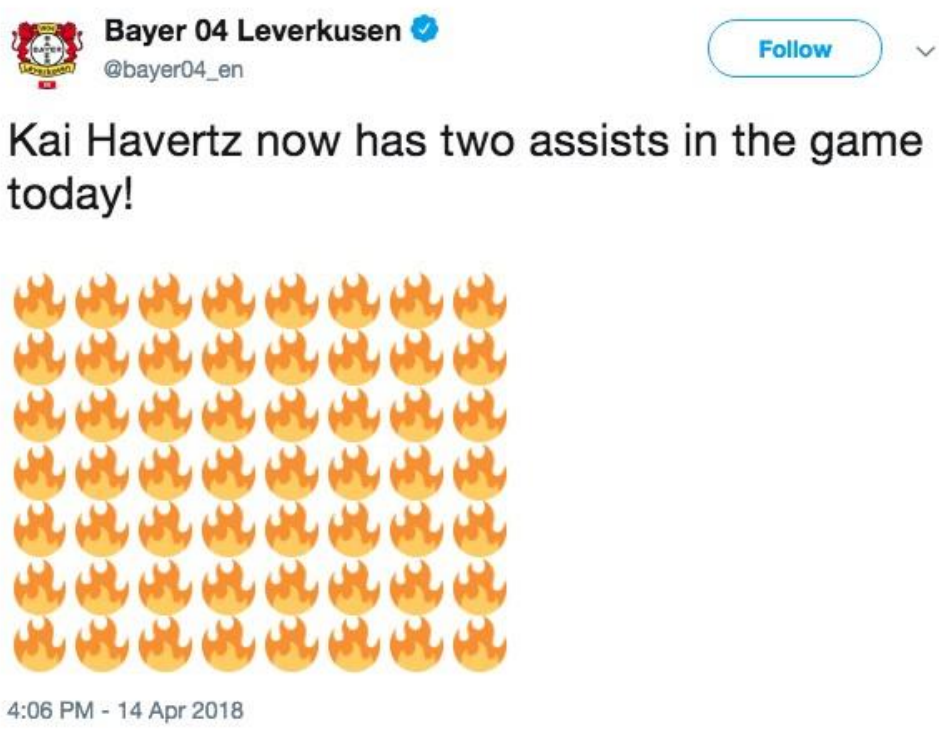 Bayer 04 Leverkusen
@bayer04_en
Follow
Kai Havertz now has two assists in the game
today!
🔥🔥🔥🔥🔥🔥🔥🔥
🔥🔥🔥🔥🔥🔥🔥🔥
🔥🔥🔥🔥🔥🔥🔥🔥
🔥🔥🔥🔥🔥🔥🔥🔥
🔥🔥🔥🔥🔥🔥🔥🔥
🔥🔥🔥🔥🔥🔥🔥🔥
🔥🔥🔥🔥🔥🔥🔥🔥
4:06 PM - 14 Apr 2018